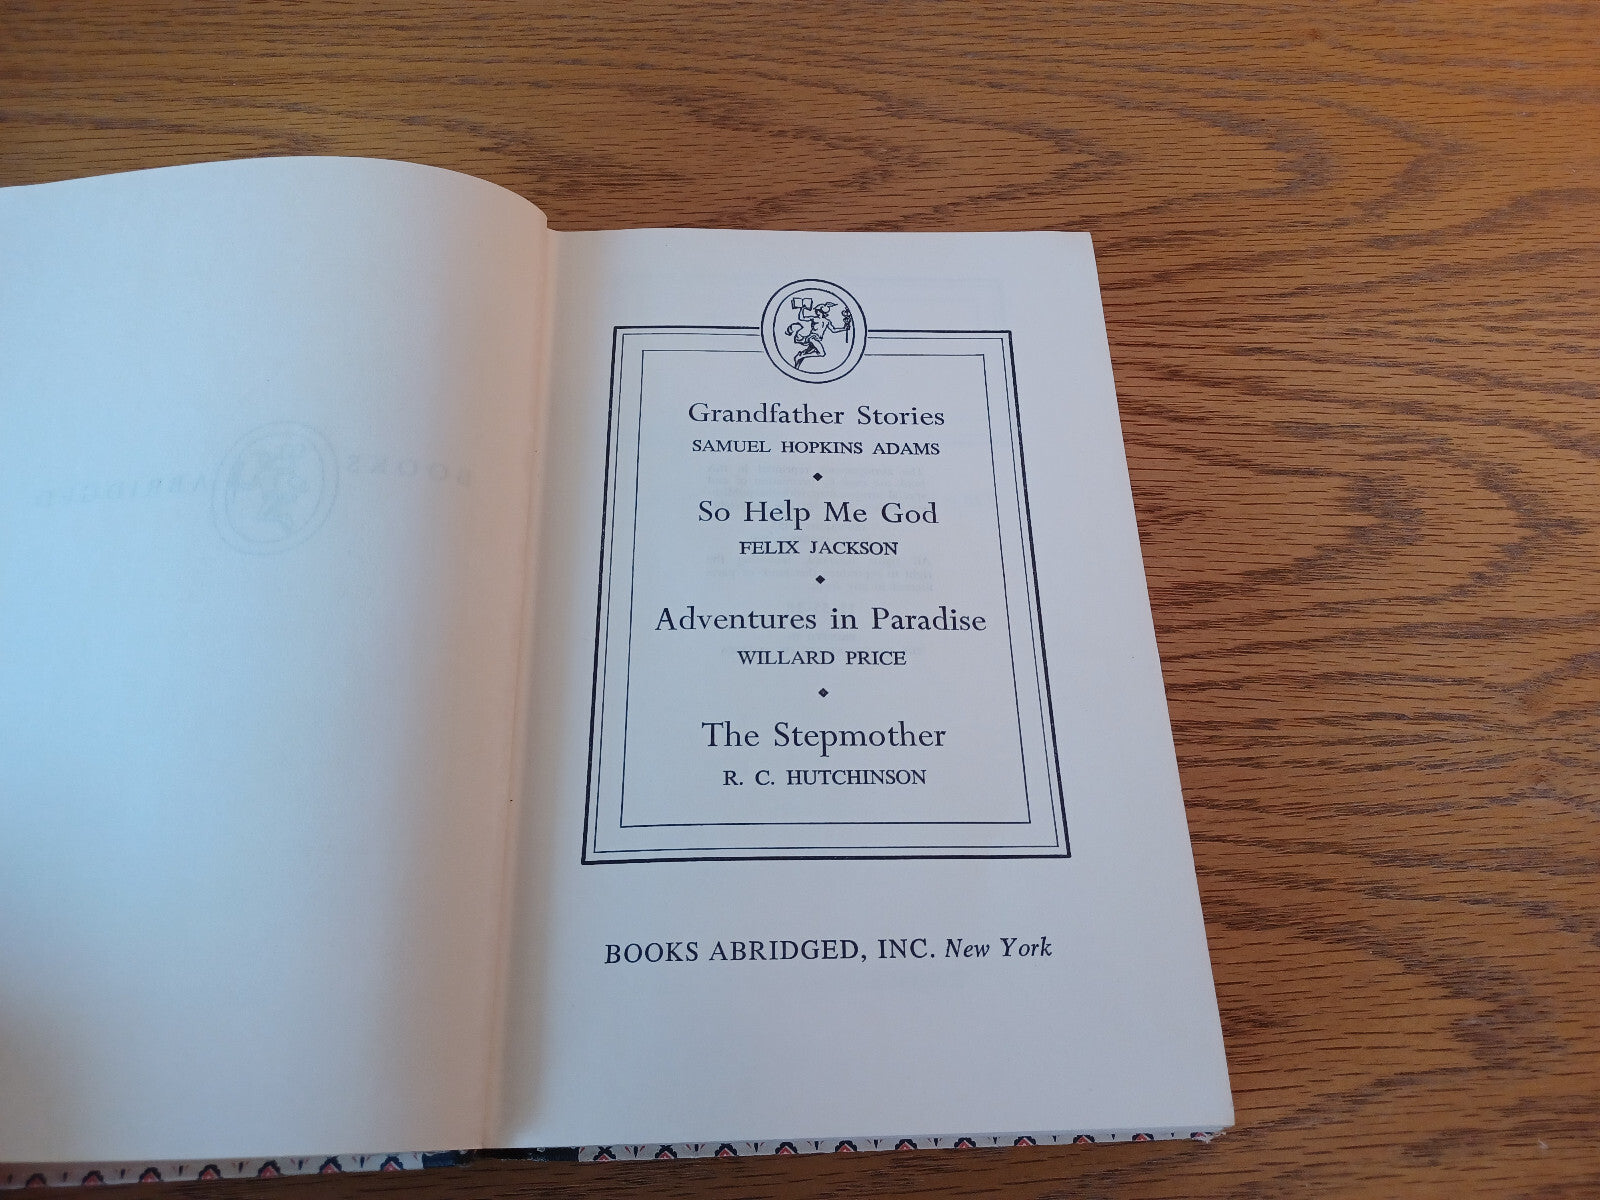 Grandfather Stories
SAMUEL HOPKINS ADAMS
So Help Me God
FELIX JACKSON
Adventures in Paradise
WILLARD PRICE
The Stepmother
R. C. HUTCHINSON
BOOKS ABRIDGED, INC. New York